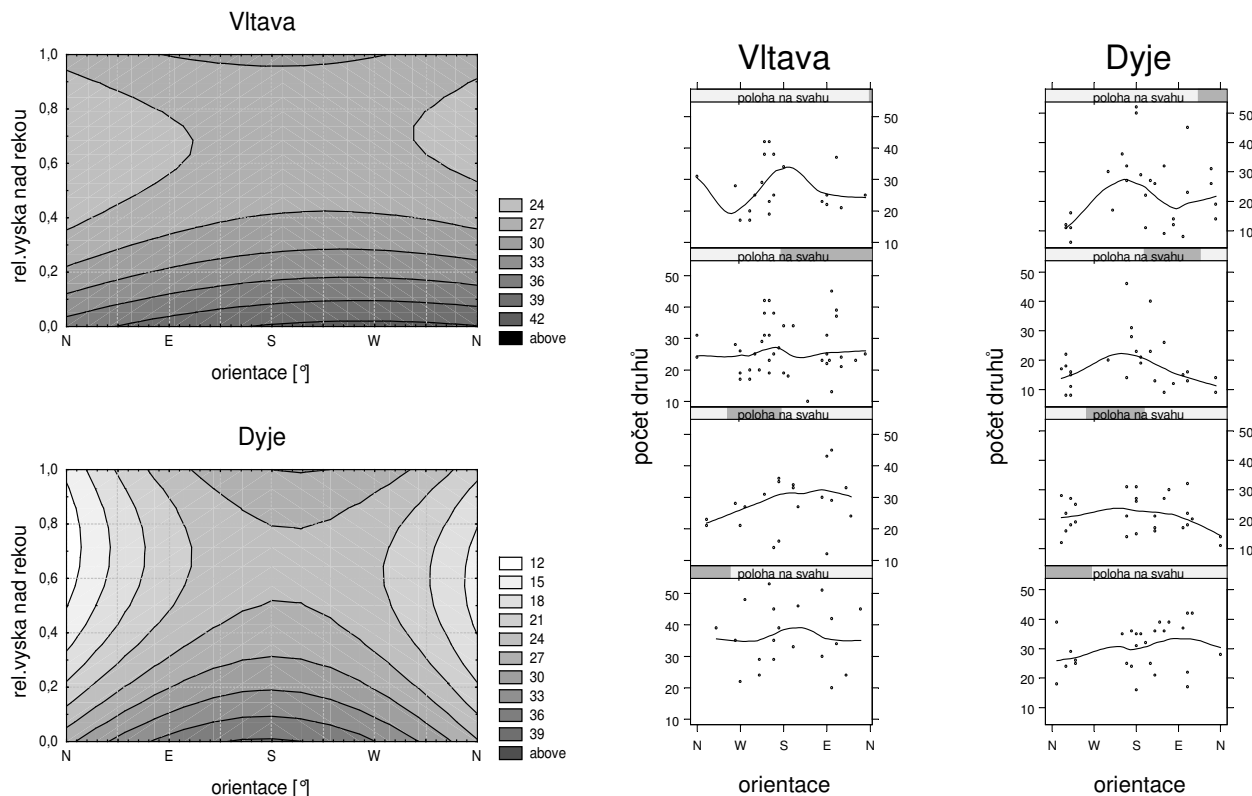 Vltava
1,0
0,8
0,6
0,4
0,2
0,0
rel.vyska nad rekou
N E S W N
orientace [°]
24
27
30
33
36
39
42
above
Dyje
1,0
0,8
0,6
0,4
0,2
0,0
rel.vyska nad rekou
N E S W N
orientace [°]
12
15
18
21
24
27
30
33
36
39
above
Vltava
počet druhů
poloha na svahu
50
40
30
20
10
poloha na svahu
50
40
30
20
10
poloha na svahu
50
40
30
20
10
poloha na svahu
50
40
30
20
10
N W S E N
orientace
Dyje
počet druhů
poloha na svahu
50
40
30
20
10
poloha na svahu
50
40
30
20
10
poloha na svahu
50
40
30
20
10
poloha na svahu
50
40
30
20
10
N W S E N
orientace